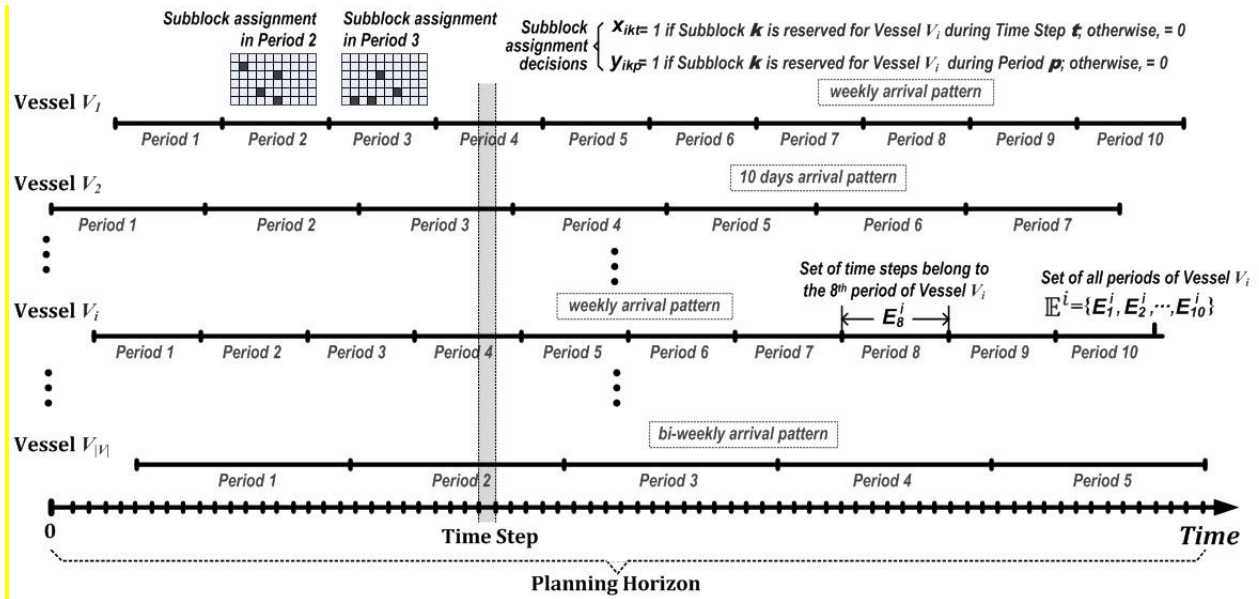 Subblock assignment
in Period 2
Subblock assignment
in Period 3
Subblock
assignment
decisions
x_ikt= 1 if Subblock k is reserved for Vessel V_i during Time Step t; otherwise, = 0
y_ikp= 1 if Subblock k is reserved for Vessel V_i during Period p; otherwise, = 0
Vessel V_1
weekly arrival pattern
Period 1 Period 2 Period 3 Period 4 Period 5 Period 6 Period 7 Period 8 Period 9 Period 10
Vessel V_2
10 days arrival pattern
Period 1 Period 2 Period 3 Period 4 Period 5 Period 6 Period 7
Set of time steps belong to
the 8th period of Vessel V_i
Set of all periods of Vessel V_i
Vessel V_i
weekly arrival pattern
E_8^i
𝔼^i={E_1^i,E_2^i,···,E_10^i}
Period 1 Period 2 Period 3 Period 4 Period 5 Period 6 Period 7 Period 8 Period 9 Period 10
Vessel V_|V|
bi-weekly arrival pattern
Period 1 Period 2 Period 3 Period 4 Period 5
0
Time Step
Time
Planning Horizon